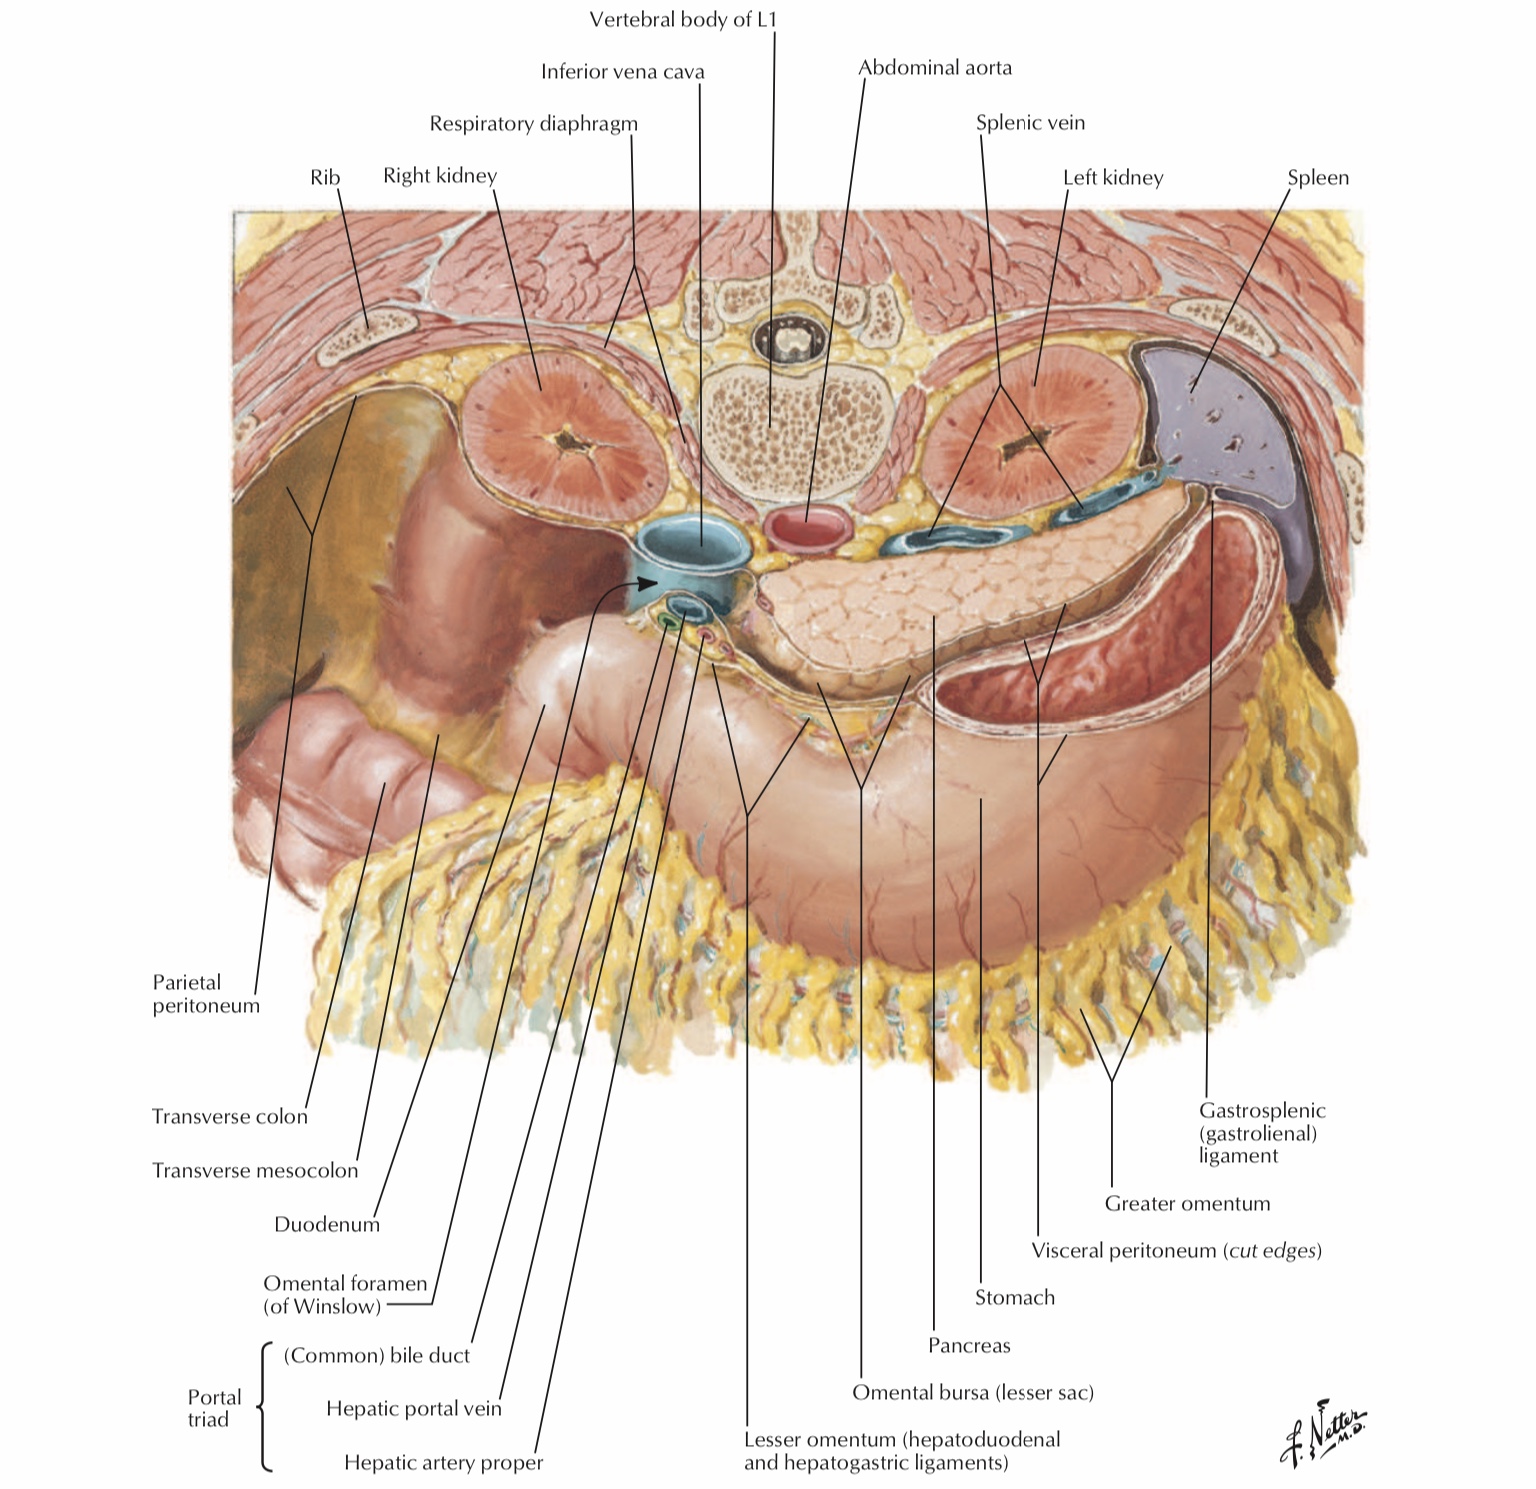 Vertebral body of L1
Inferior vena cava
Abdominal aorta
Respiratory diaphragm
Splenic vein
Rib
Right kidney
Left kidney
Spleen
Parietal
peritoneum
Transverse colon
Transverse mesocolon
Duodenum
Omental foramen
(of Winslow)
Portal
triad
(Common) bile duct
Hepatic portal vein
Hepatic artery proper
Gastrosplenic
(gastrolienal)
ligament
Greater omentum
Visceral peritoneum (cut edges)
Stomach
Pancreas
Omental bursa (lesser sac)
Lesser omentum (hepatoduodenal
and hepatogastric ligaments)
F. Netter
M.D.